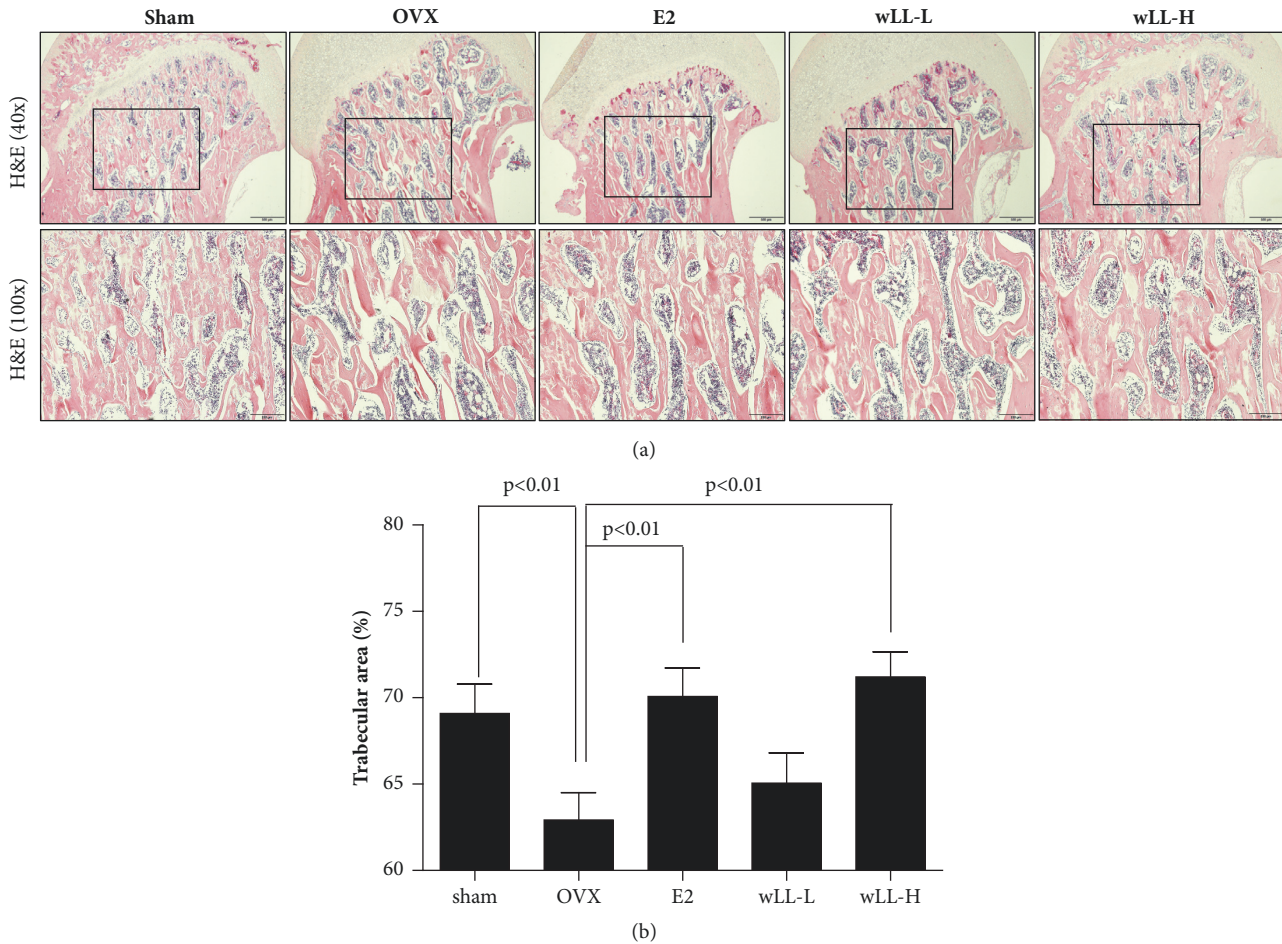 Sham OVX E2 wLL-L wLL-H
H&E (40x)
H&E (100x)
(a)
p<0.01 p<0.01
p<0.01
Trabecular area (%)
80
75
70
65
60
sham OVX E2 wLL-L wLL-H
(b)